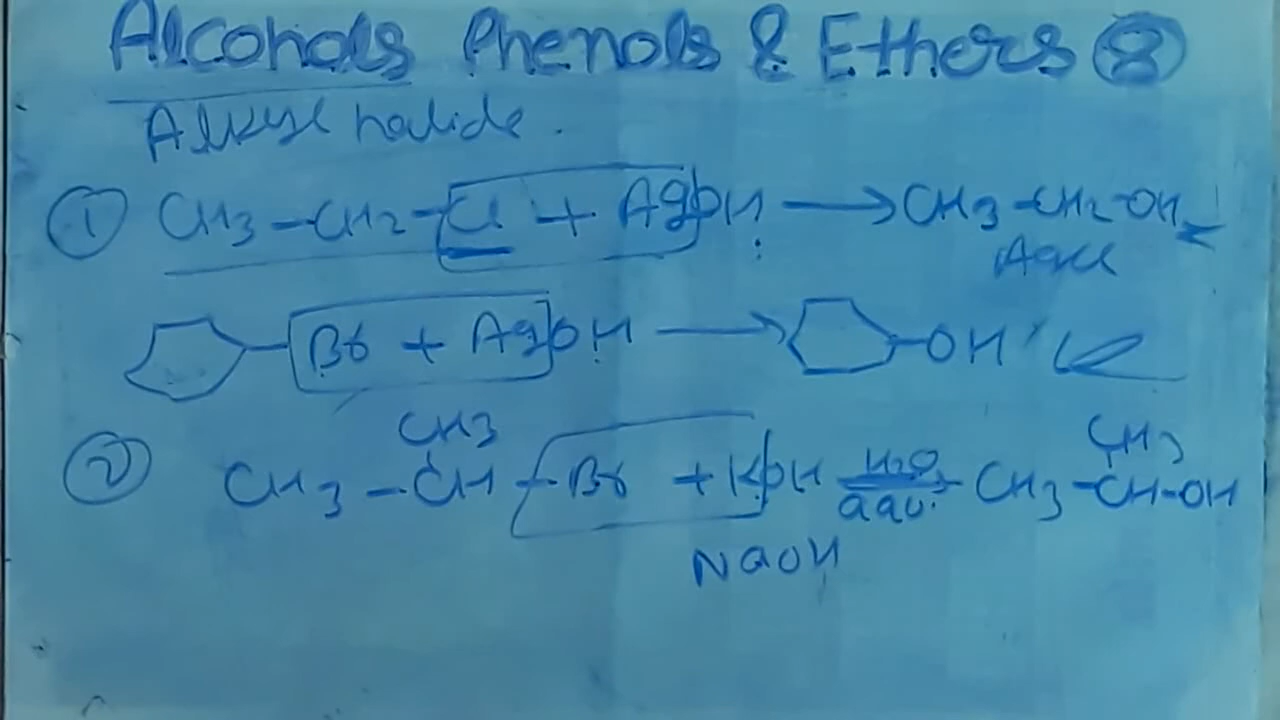 Alcohols Phenols & Ethers 8
Alkyl halide.
1 CH3-CH2-Cl + AgOH → CH3-CH2-OH
AgCl
Br + AgOH → OH
CH3 CH3
2 CH3-CH-Br + KOH H2O → CH3-CH-OH
aqu.
NaOH